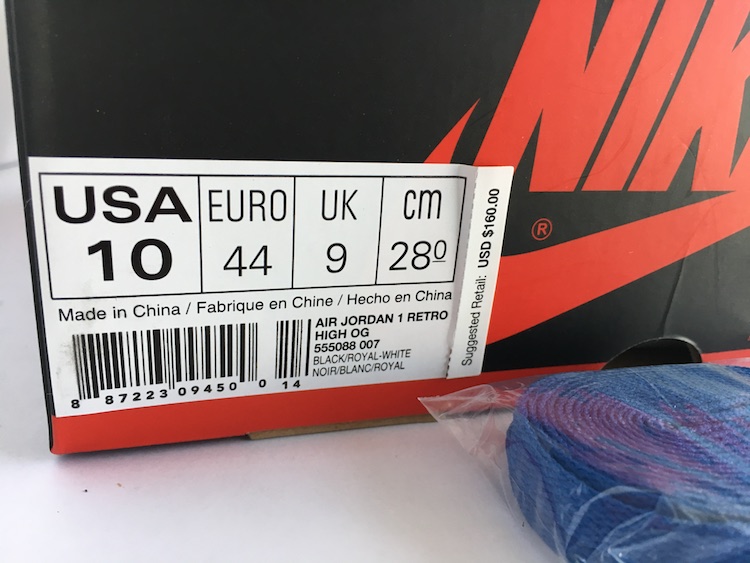 NIK
®
USA EURO UK cm
10 44 9 28⁰
Made in China / Fabrique en Chine / Hecho en China
AIR JORDAN 1 RETRO
HIGH OG
555088 007
BLACK/ROYAL-WHITE
NOIR/BLANC/ROYAL
8 87223 09450 0 14
Suggested Retail: USD $160.00